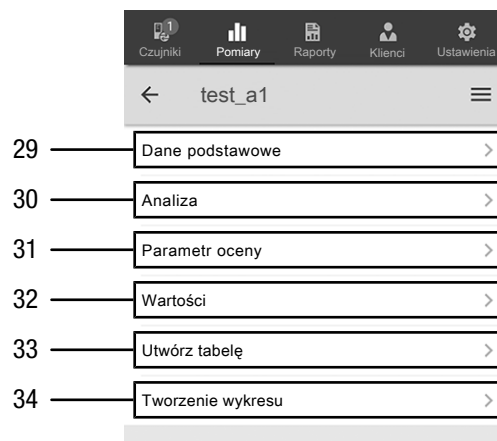 1
Czujniki Pomiary Raporty Klienci Ustawienia
test_a1
29 Dane podstawowe
30 Analiza
31 Parametr oceny
32 Wartości
33 Utwórz tabelę
34 Tworzenie wykresu